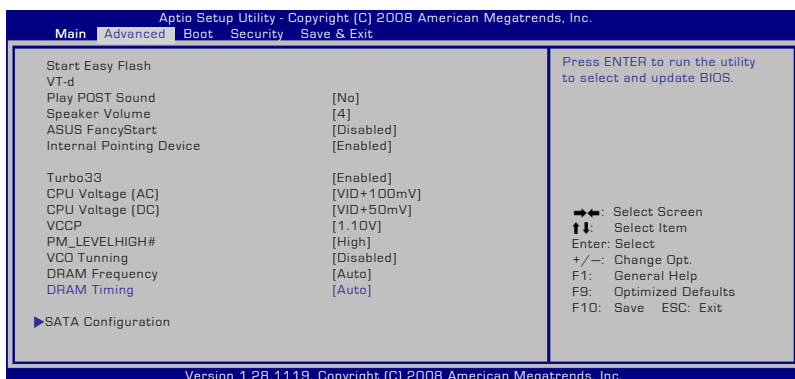 Aptio Setup Utility - Copyright (C) 2008 American Megatrends, Inc.
Main Advanced Boot Security Save & Exit
Start Easy Flash
VT-d
Play POST Sound [No]
Speaker Volume [4]
ASUS FancyStart [Disabled]
Internal Pointing Device [Enabled]
Turbo33 [Enabled]
CPU Voltage (AC) [VID+100mV]
CPU Voltage (DC) [VID+50mV]
VCCP [1.10V]
PM_LEVELHIGH# [High]
VCO Tunning [Disabled]
DRAM Frequency [Auto]
DRAM Timing [Auto]
SATA Configuration
Press ENTER to run the utility
to select and update BIOS.
→←: Select Screen
↑↓: Select Item
Enter: Select
+/—: Change Opt.
F1: General Help
F9: Optimized Defaults
F10: Save ESC: Exit
Version 1.28.1119. Copyright (C) 2008 American Megatrends, Inc.